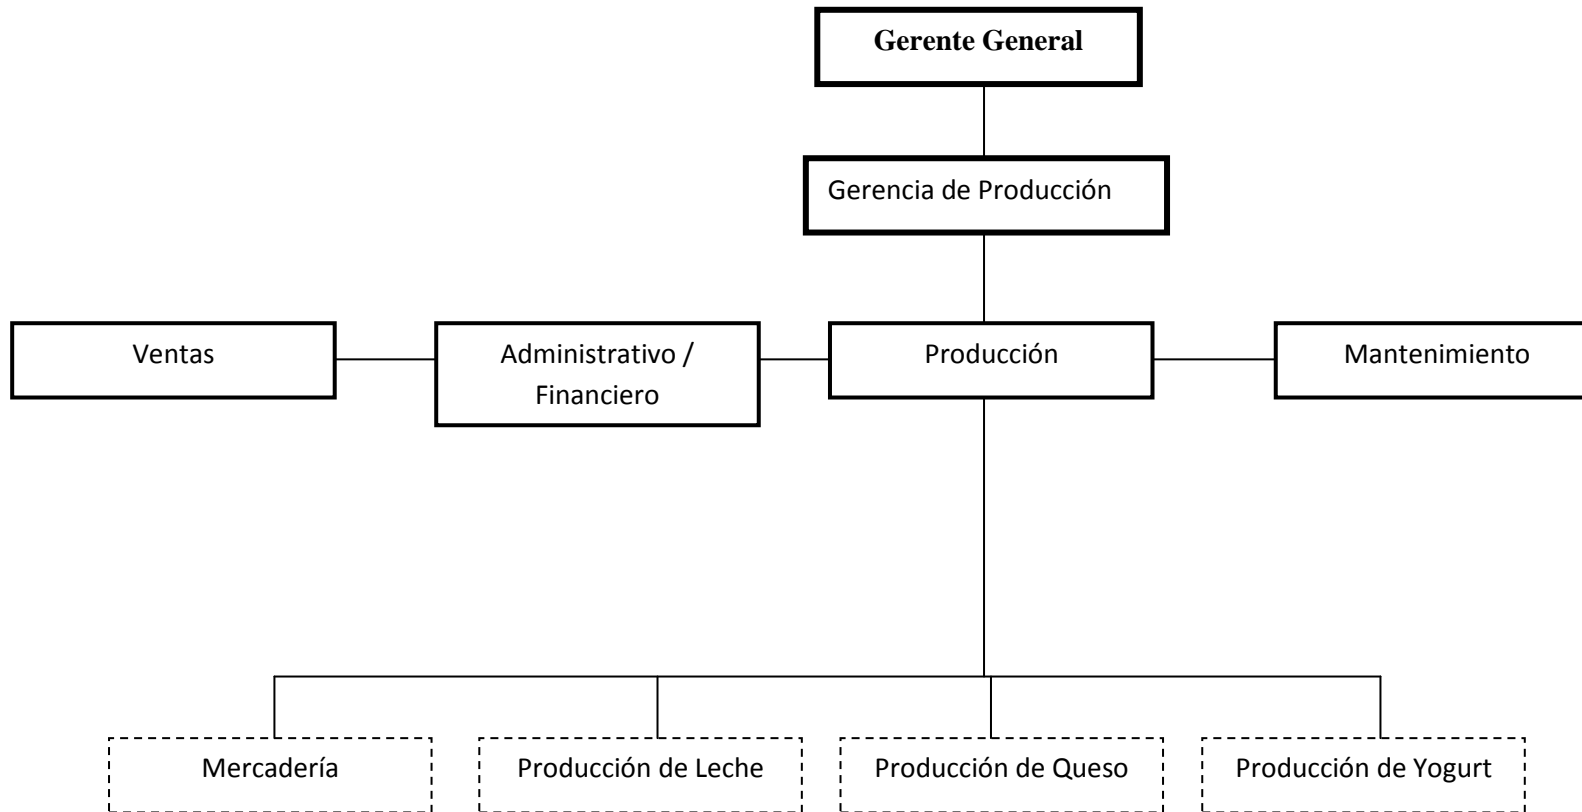 Gerente General
Gerencia de Producción
Ventas
Administrativo /
Financiero
Producción
Mantenimiento
Mercadería
Producción de Leche
Producción de Queso
Producción de Yogurt